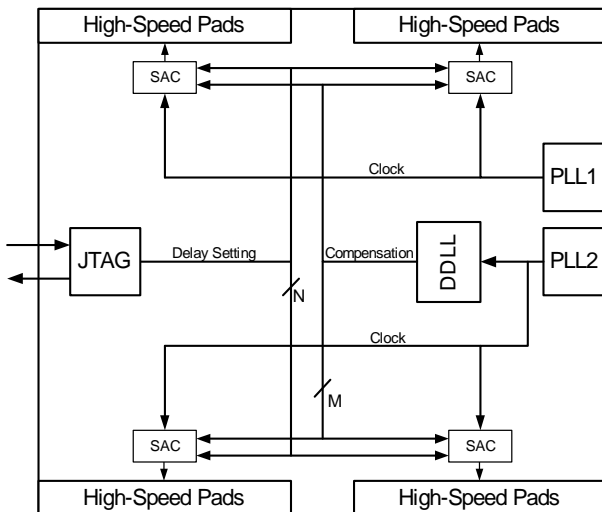 High-Speed Pads
High-Speed Pads
SAC
SAC
Clock
PLL1
JTAG
Delay Setting
Compensation
DDLL
PLL2
N
Clock
M
SAC
SAC
High-Speed Pads
High-Speed Pads